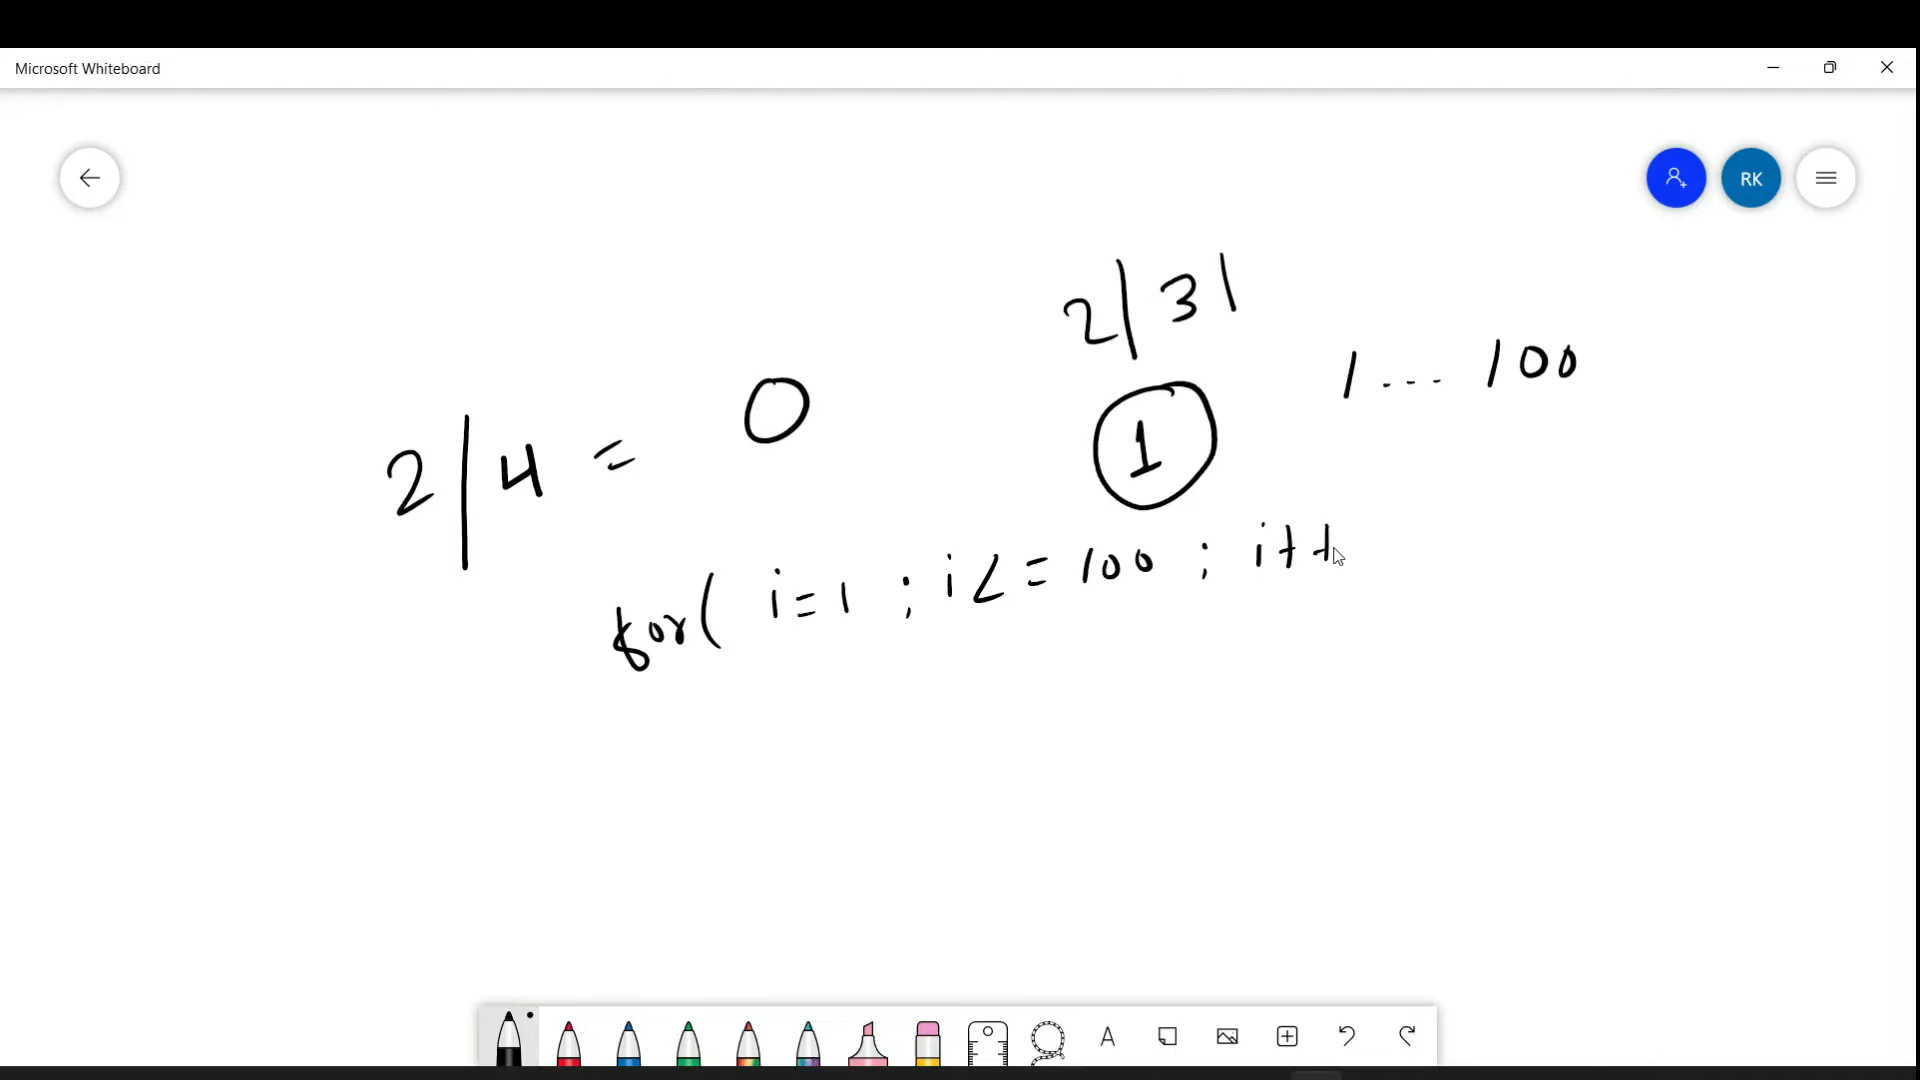 Microsoft Whiteboard
RK
2|31
1 ... 100
2|4 = 0
1
for( i=1 ; i<=100 ; i++
A